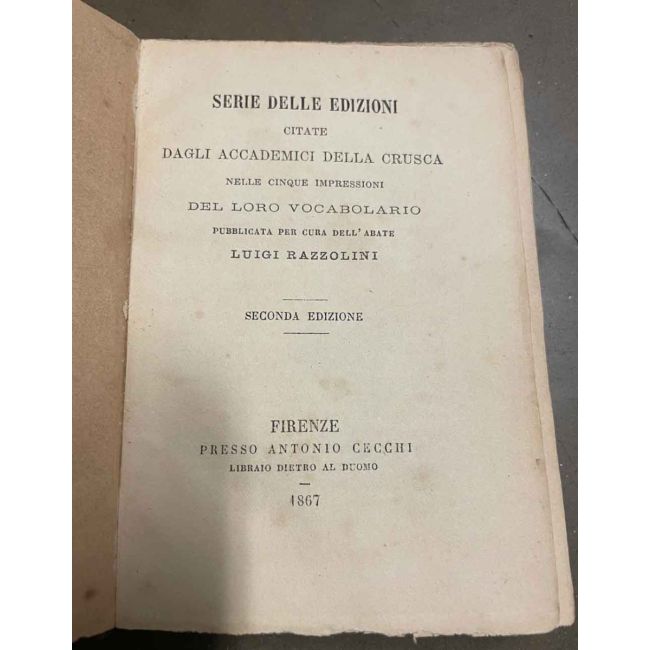 SERIE DELLE EDIZIONI
CITATE
DAGLI ACCADEMICI DELLA CRUSCA
NELLE CINQUE IMPRESSIONI
DEL LORO VOCABOLARIO
PUBBLICATA PER CURA DELL'ABATE
LUIGI RAZZOLINI
SECONDA EDIZIONE
FIRENZE
PRESSO ANTONIO CECCHI
LIBRAIO DIETRO AL DUOMO
1867